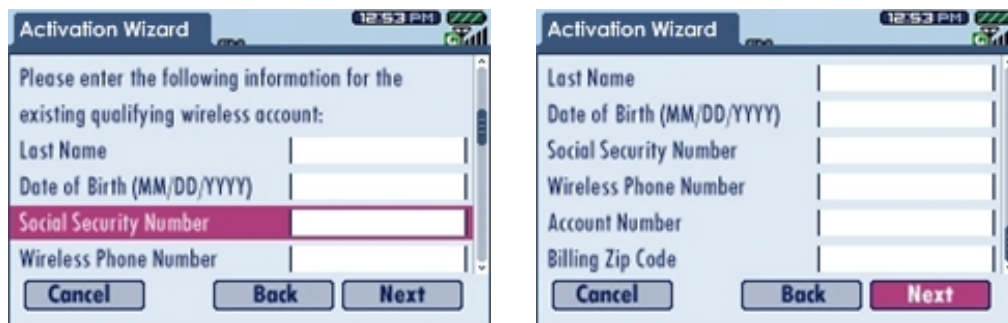 Activation Wizard
12:53 PM
Please enter the following information for the
existing qualifying wireless account:
Last Name
Date of Birth (MM/DD/YYYY)
Social Security Number
Wireless Phone Number
Cancel Back Next
Activation Wizard
12:53 PM
Last Name
Date of Birth (MM/DD/YYYY)
Social Security Number
Wireless Phone Number
Account Number
Billing Zip Code
Cancel Back Next